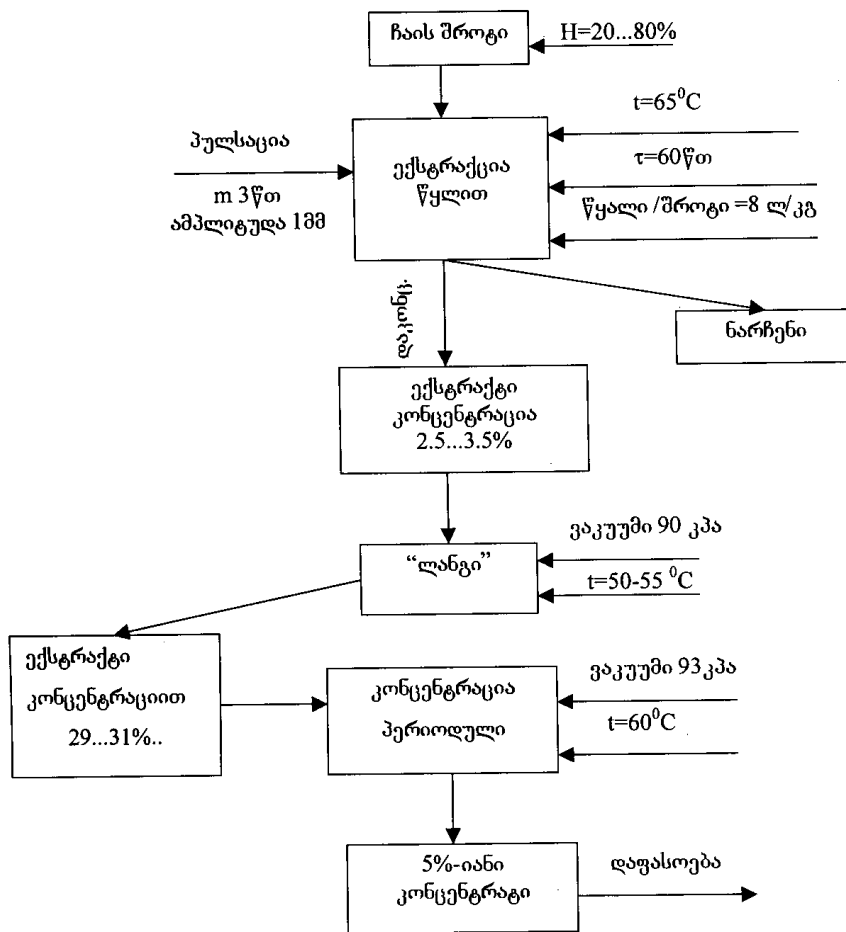 ჩაის შროტი
H=20...80%
t=65⁰C
პულსაცია
ექსტრაქცია
წყლით
τ=60წთ
m 3წთ
ამპლიტუდა 1მმ
წყალი /შროტი =8 ლ/კგ
დაკონც.
ნარჩენი
ექსტრაქტი
კონცენტრაცია
2.5...3.5%
ვაკუუმი 90 კპა
“ლანგი”
t=50-55 ⁰C
ექსტრაქტი
კონცენტრაციით
29...31%..
კონცენტრაცია
პერიოდული
ვაკუუმი 93კპა
t=60⁰C
5%-იანი
კონცენტრატი
დაფასოება